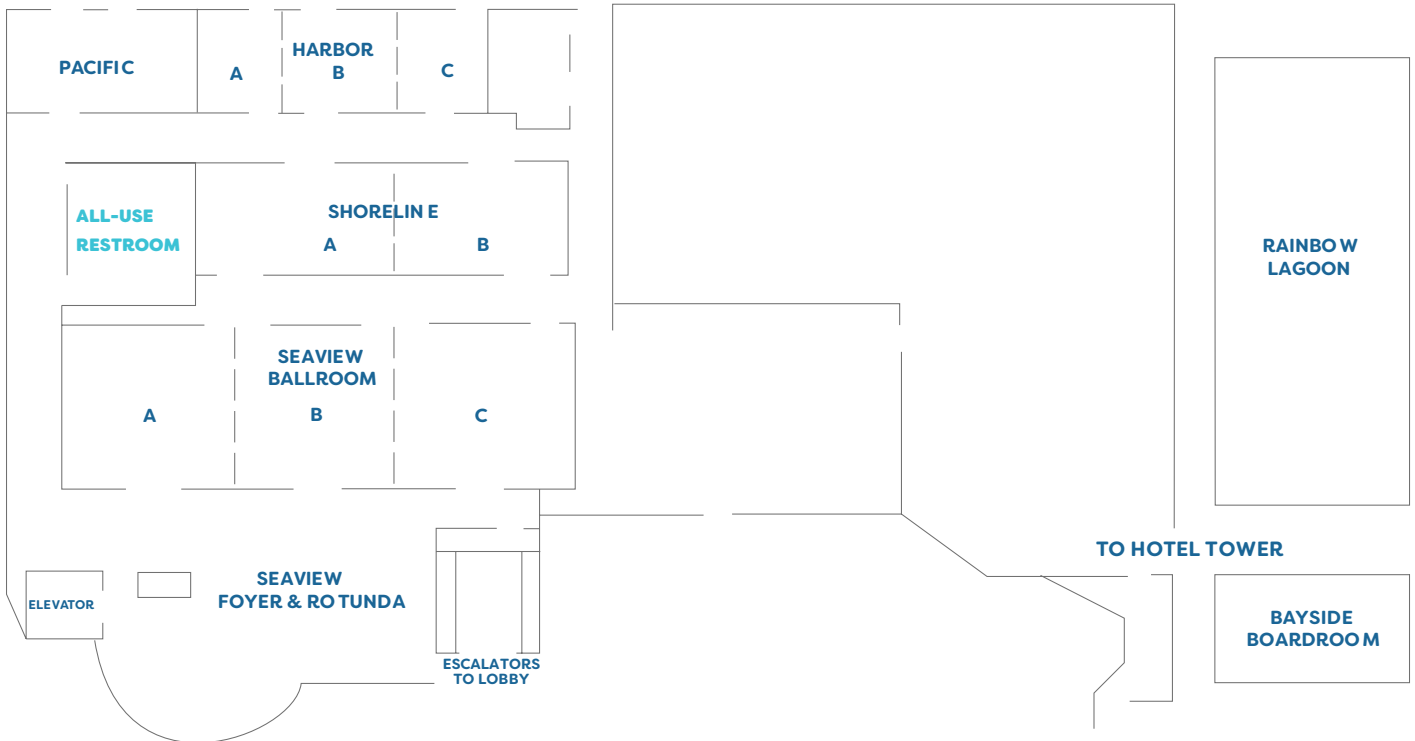 PACIFIC
HARBOR
A
B
C
ALL-USE
RESTROOM
SHORELINE
A
B
SEAVIEW
BALLROOM
A
B
C
RAINBOW
LAGOON
TO HOTEL TOWER
SEAVIEW
FOYER & ROTUNDA
ELEVATOR
ESCALATORS
TO LOBBY
BAYSIDE
BOARDROOM